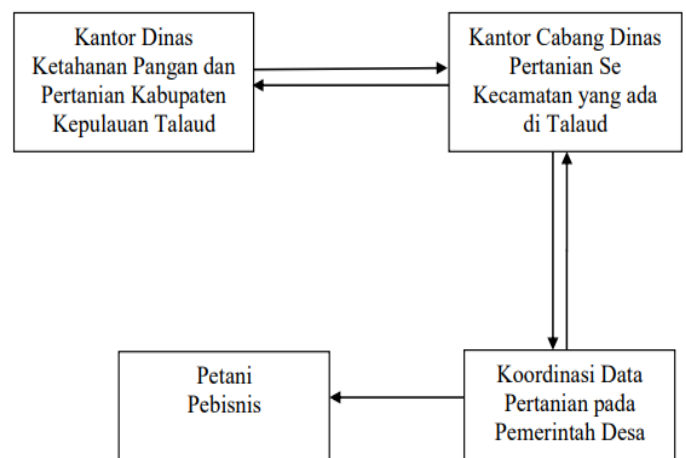 Kantor Dinas
Ketahanan Pangan dan
Pertanian Kabupaten
Kepulauan Talaud
Kantor Cabang Dinas
Pertanian Se
Kecamatan yang ada
di Talaud
Petani
Pebisnis
Koordinasi Data
Pertanian pada
Pemerintah Desa